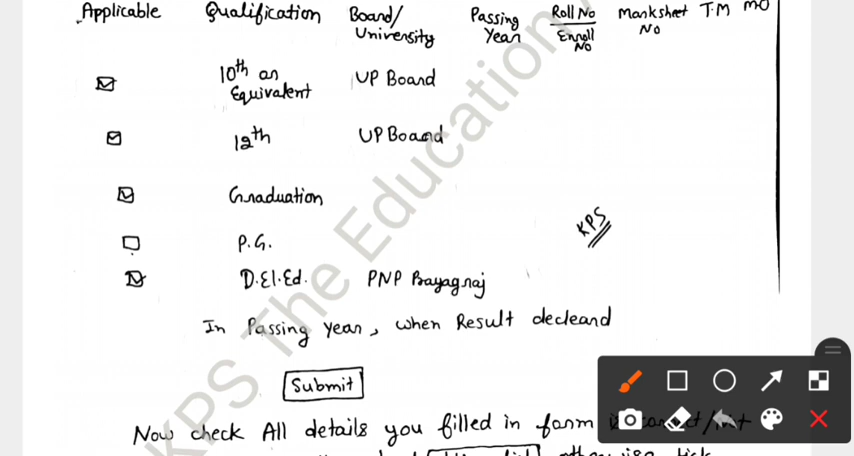 Applicable Qualification Board/ University Passing Year Roll No Enroll No Marksheet No T.M MO
10th or Equivalent UP Board
12th UP Board
Graduation
KPS
P.G.
D.El.Ed. PNP Prayagraj
In Passing Year, when Result decleard
Submit
Now check All details you filled in form
KPS The Education